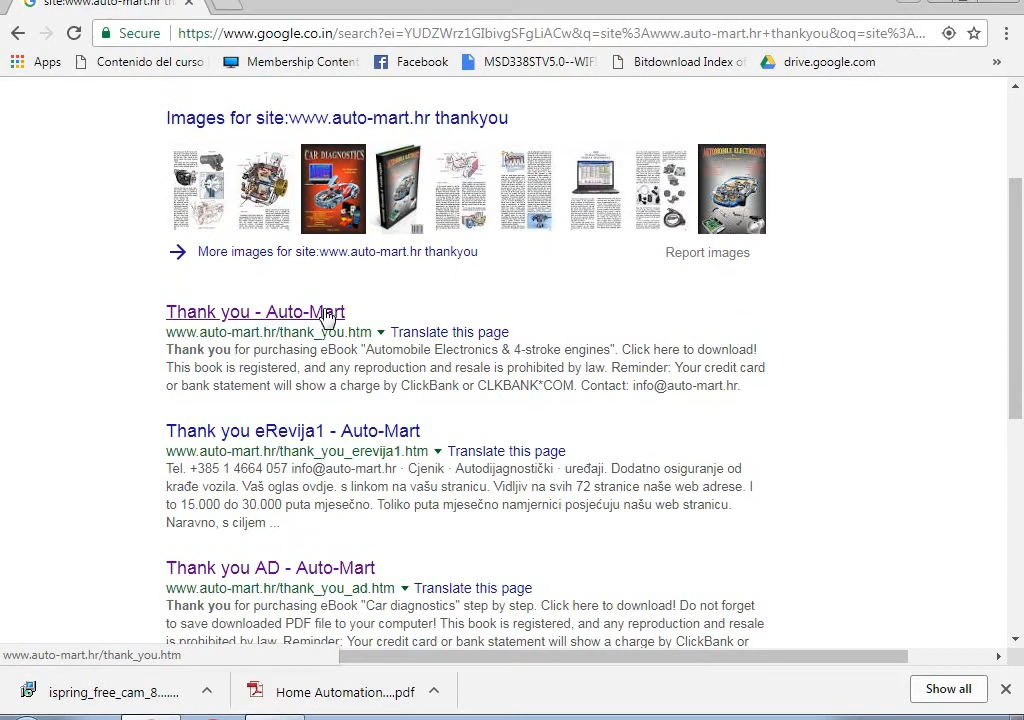 site:www.auto-mart.hr th
Secure
https://www.google.co.in/search?ei=YUDZWrz1GIbivgSFgLiACw&q=site%3Awww.auto-mart.hr+thankyou&oq=site%3A...
Apps
Contenido del curso
Membership Content
Facebook
MSD338STV5.0--WIF
Bitdownload Index of
drive.google.com
»
Images for site:www.auto-mart.hr thankyou
CAR DIAGNOSTICS
AUTOMOBILE ELECTRONICS
More images for site:www.auto-mart.hr thankyou
Report images
Thank you - Auto-Mart
www.auto-mart.hr/thank_you.htm
Translate this page
Thank you for purchasing eBook "Automobile Electronics & 4-stroke engines". Click here to download!
This book is registered, and any reproduction and resale is prohibited by law. Reminder: Your credit card
or bank statement will show a charge by ClickBank or CLKBANK*COM. Contact: info@auto-mart.hr.
Thank you eRevija1 - Auto-Mart
www.auto-mart.hr/thank_you_erevija1.htm
Translate this page
Tel. +385 1 4664 057 info@auto-mart.hr · Cjenik · Autodijagnostički · uređaji. Dodatno osiguranje od
krađe vozila. Vaš oglas ovdje. s linkom na vašu stranicu. Vidljiv na svih 72 stranice naše web adrese. I
to 15.000 do 30.000 puta mjesečno. Toliko puta mjesečno namjernici posjećuju našu web stranicu.
Naravno, s ciljem ...
Thank you AD - Auto-Mart
www.auto-mart.hr/thank_you_ad.htm
Translate this page
Thank you for purchasing eBook "Car diagnostics" step by step. Click here to download! Do not forget
to save downloaded PDF file to your computer! This book is registered, and any reproduction and resale
is prohibited by law. Reminder: Your credit card or bank statement will show a charge by ClickBank or
www.auto-mart.hr/thank_you.htm
ispring_free_cam_8.......
Home Automation....pdf
Show all